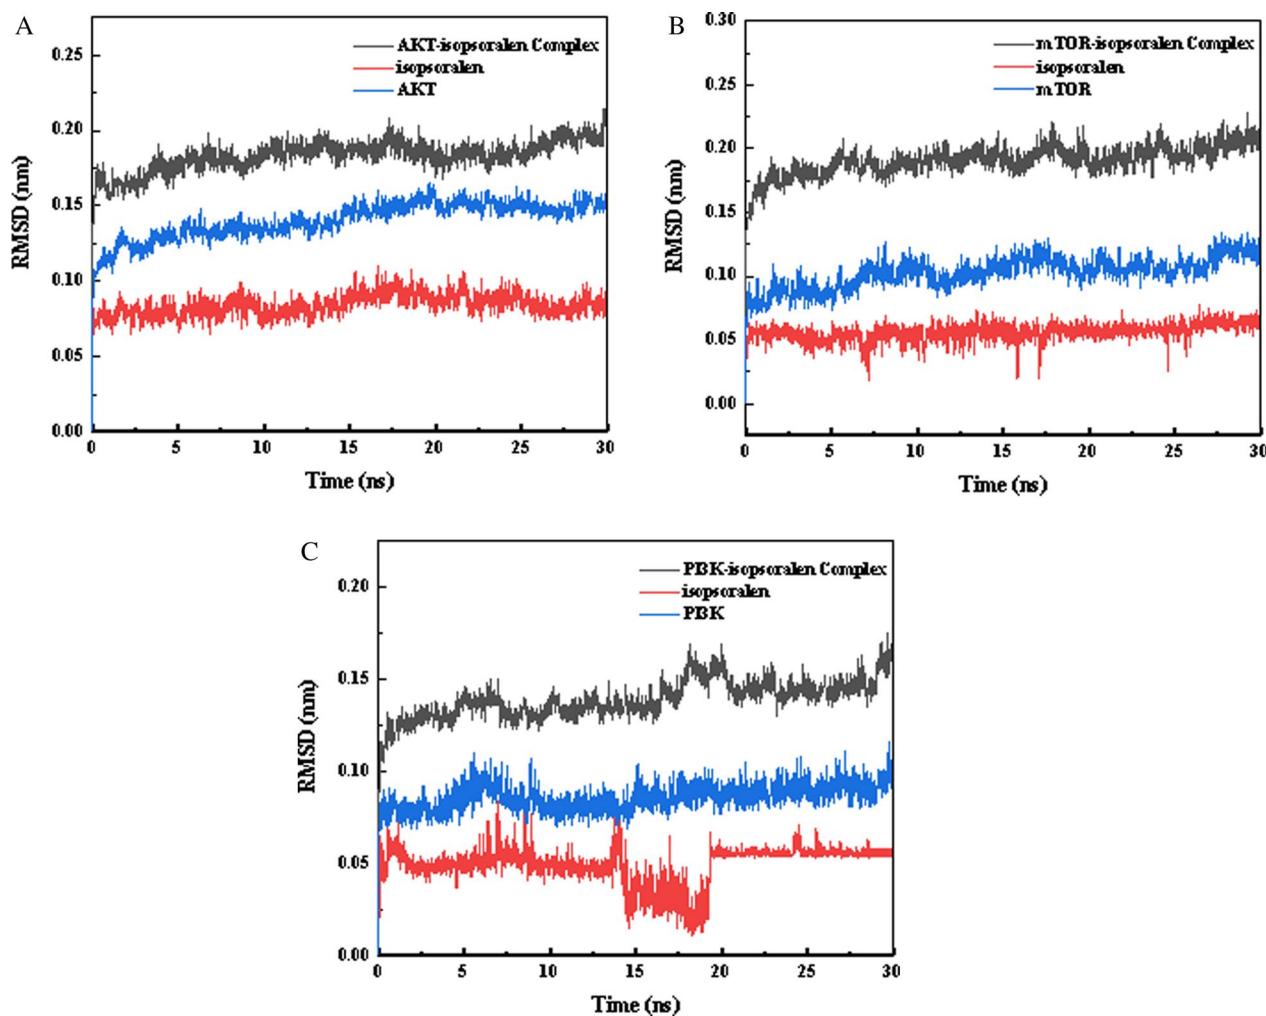 A
AKT-isopsoralen Complex
isopsoralen
AKT
0.25
0.20
0.15
0.10
0.05
0.00
RMSD (nm)
0 5 10 15 20 25 30
Time (ns)
B
mTOR-isopsoralen Complex
isopsoralen
mTOR
0.30
0.25
0.20
0.15
0.10
0.05
0.00
RMSD (nm)
0 5 10 15 20 25 30
Time (ns)
C
PI3K-isopsoralen Complex
isopsoralen
PI3K
0.20
0.15
0.10
0.05
0.00
RMSD (nm)
0 5 10 15 20 25 30
Time (ns)